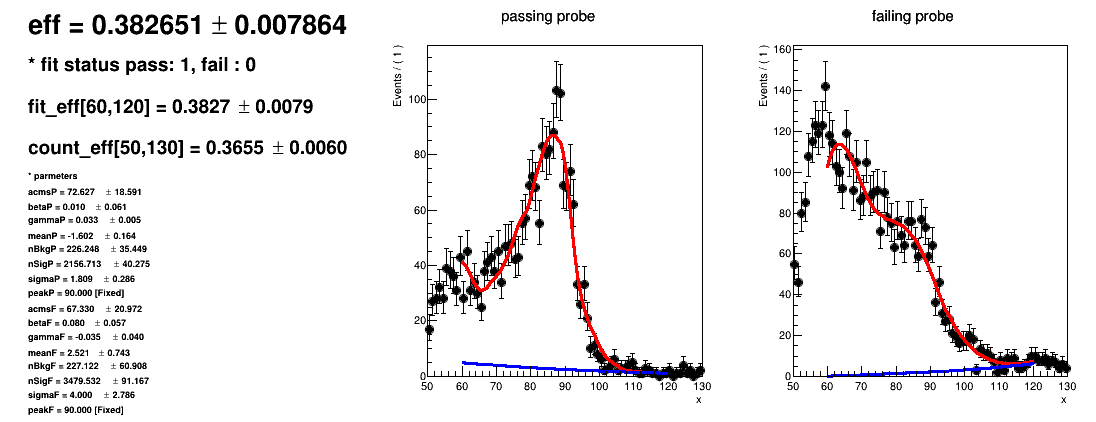 eff = 0.382651 ± 0.007864
* fit status pass: 1, fail : 0
fit_eff[60,120] = 0.3827 ± 0.0079
count_eff[50,130] = 0.3655 ± 0.0060
* parmeters
acmsP = 72.627 ± 18.591
betaP = 0.010 ± 0.061
gammaP = 0.033 ± 0.005
meanP = -1.602 ± 0.164
nBkgP = 226.248 ± 35.449
nSigP = 2156.713 ± 40.275
sigmaP = 1.809 ± 0.286
peakP = 90.000 [Fixed]
acmsF = 67.330 ± 20.972
betaF = 0.080 ± 0.057
gammaF = -0.035 ± 0.040
meanF = 2.521 ± 0.743
nBkgF = 227.122 ± 60.908
nSigF = 3479.532 ± 91.167
sigmaF = 4.000 ± 2.786
peakF = 90.000 [Fixed]
passing probe
Events / ( 1 )
100
80
60
40
20
0
50 60 70 80 90 100 110 120 130
x
failing probe
Events / ( 1 )
160
140
120
100
80
60
40
20
0
50 60 70 80 90 100 110 120 130
x